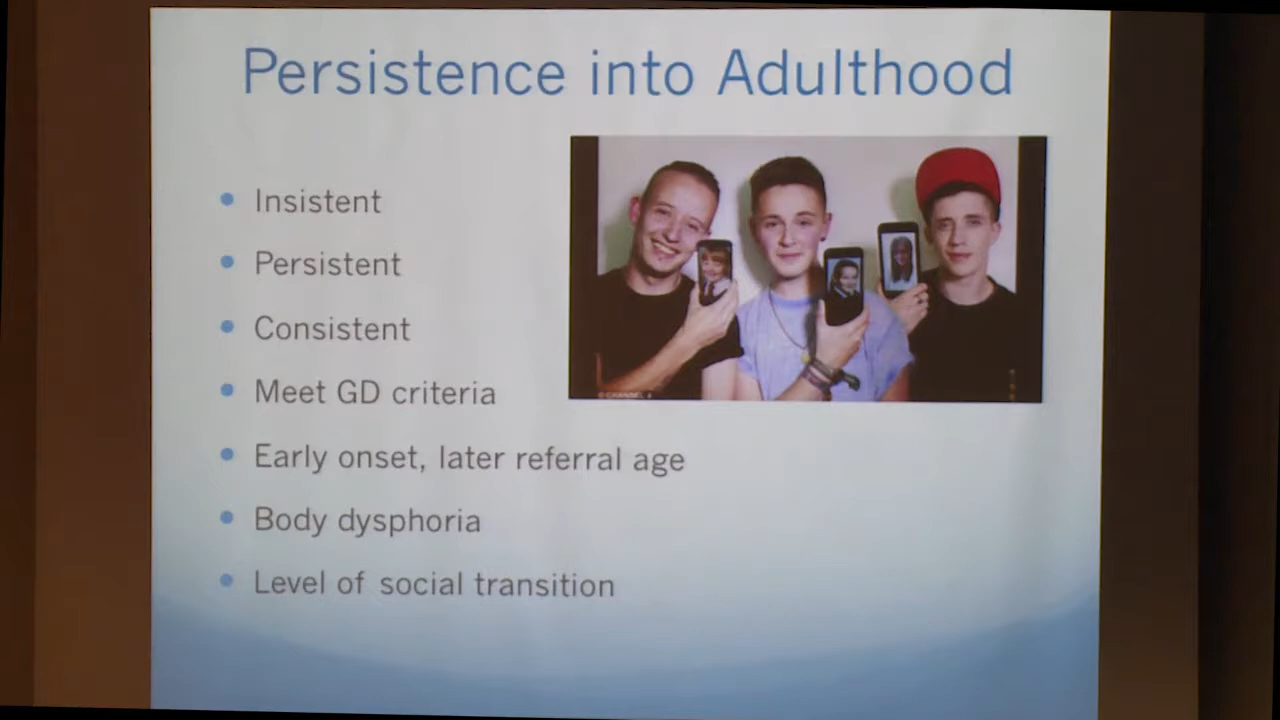 Persistence into Adulthood
Insistent
Persistent
Consistent
Meet GD criteria
Early onset, later referral age
Body dysphoria
Level of social transition